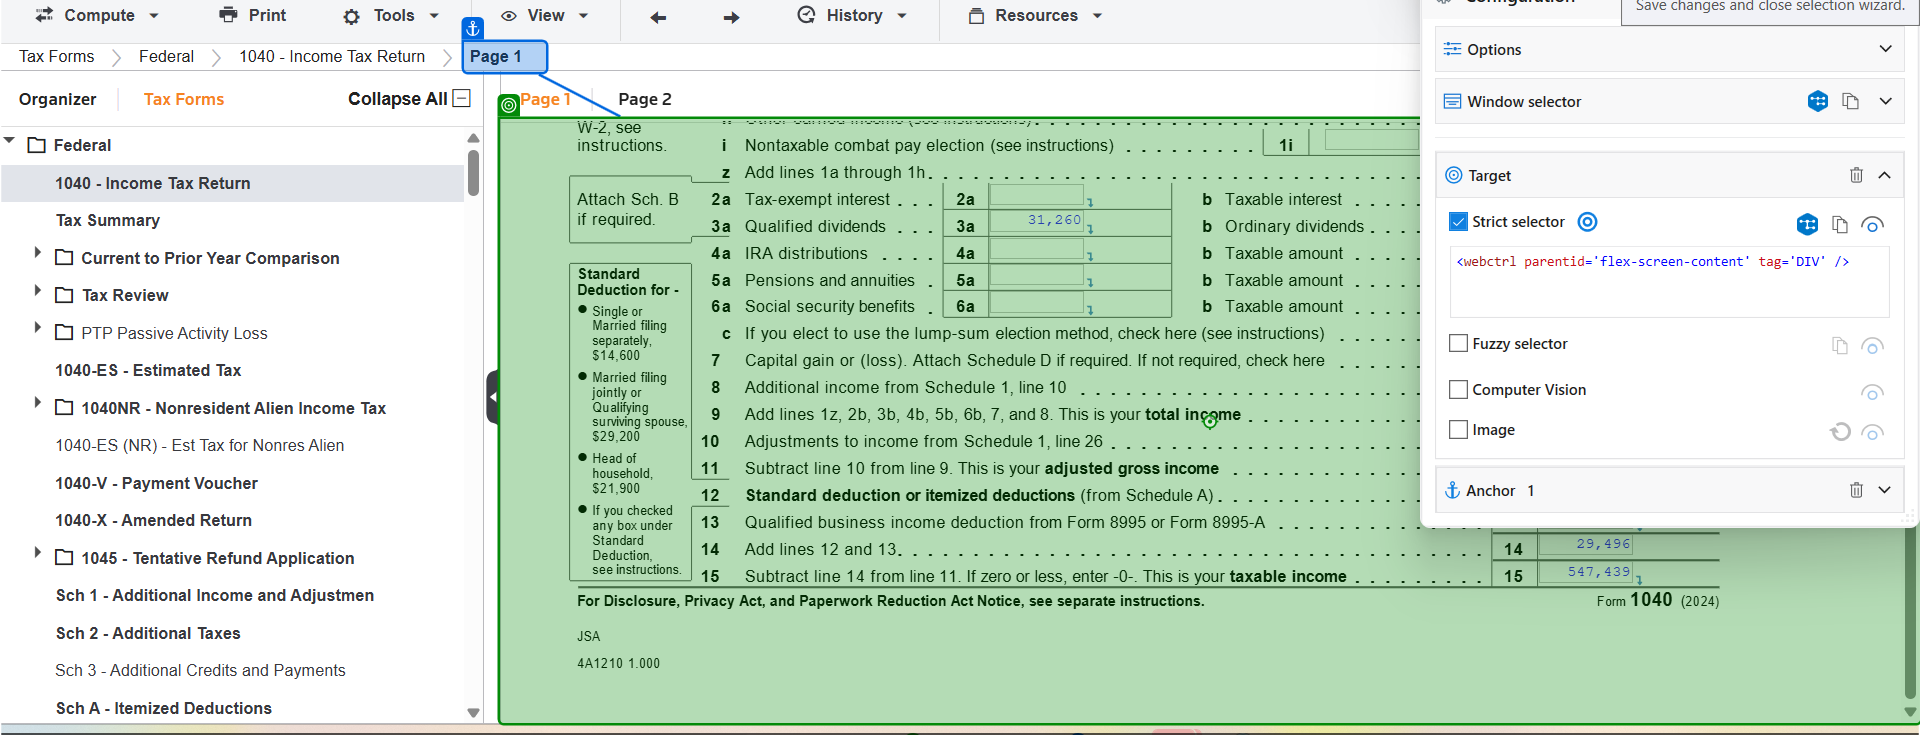 Compute
Print
Tools
View
History
Resources
Save changes and close selection wizard.
Tax Forms
Federal
1040 - Income Tax Return
Page 1
Organizer
Tax Forms
Collapse All
Page 1
Page 2
Federal
1040 - Income Tax Return
Tax Summary
Current to Prior Year Comparison
Tax Review
PTP Passive Activity Loss
1040-ES - Estimated Tax
1040NR - Nonresident Alien Income Tax
1040-ES (NR) - Est Tax for Nonres Alien
1040-V - Payment Voucher
1040-X - Amended Return
1045 - Tentative Refund Application
Sch 1 - Additional Income and Adjustmen
Sch 2 - Additional Taxes
Sch 3 - Additional Credits and Payments
Sch A - Itemized Deductions
W-2, see
instructions.
i Nontaxable combat pay election (see instructions) . . . . . . . . 1i
z Add lines 1a through 1h
Attach Sch. B
if required.
2a Tax-exempt interest . . . 2a b Taxable interest
3a Qualified dividends . . . 3a 31,260 b Ordinary dividends
4a IRA distributions . . . . 4a b Taxable amount
5a Pensions and annuities . 5a b Taxable amount
6a Social security benefits . 6a b Taxable amount
c If you elect to use the lump-sum election method, check here (see instructions)
7 Capital gain or (loss). Attach Schedule D if required. If not required, check here
8 Additional income from Schedule 1, line 10
9 Add lines 1z, 2b, 3b, 4b, 5b, 6b, 7, and 8. This is your total income
10 Adjustments to income from Schedule 1, line 26
11 Subtract line 10 from line 9. This is your adjusted gross income
12 Standard deduction or itemized deductions (from Schedule A)
13 Qualified business income deduction from Form 8995 or Form 8995-A
14 Add lines 12 and 13 14 29,496
15 Subtract line 14 from line 11. If zero or less, enter -0-. This is your taxable income 15 547,439
Standard
Deduction for -
Single or
Married filing
separately,
$14,600
Married filing
jointly or
Qualifying
surviving spouse,
$29,200
Head of
household,
$21,900
If you checked
any box under
Standard
Deduction,
see instructions.
For Disclosure, Privacy Act, and Paperwork Reduction Act Notice, see separate instructions.
Form 1040 (2024)
JSA
4A1210 1.000
Options
Window selector
Target
Strict selector
<webctrl parentid='flex-screen-content' tag='DIV' />
Fuzzy selector
Computer Vision
Image
Anchor 1